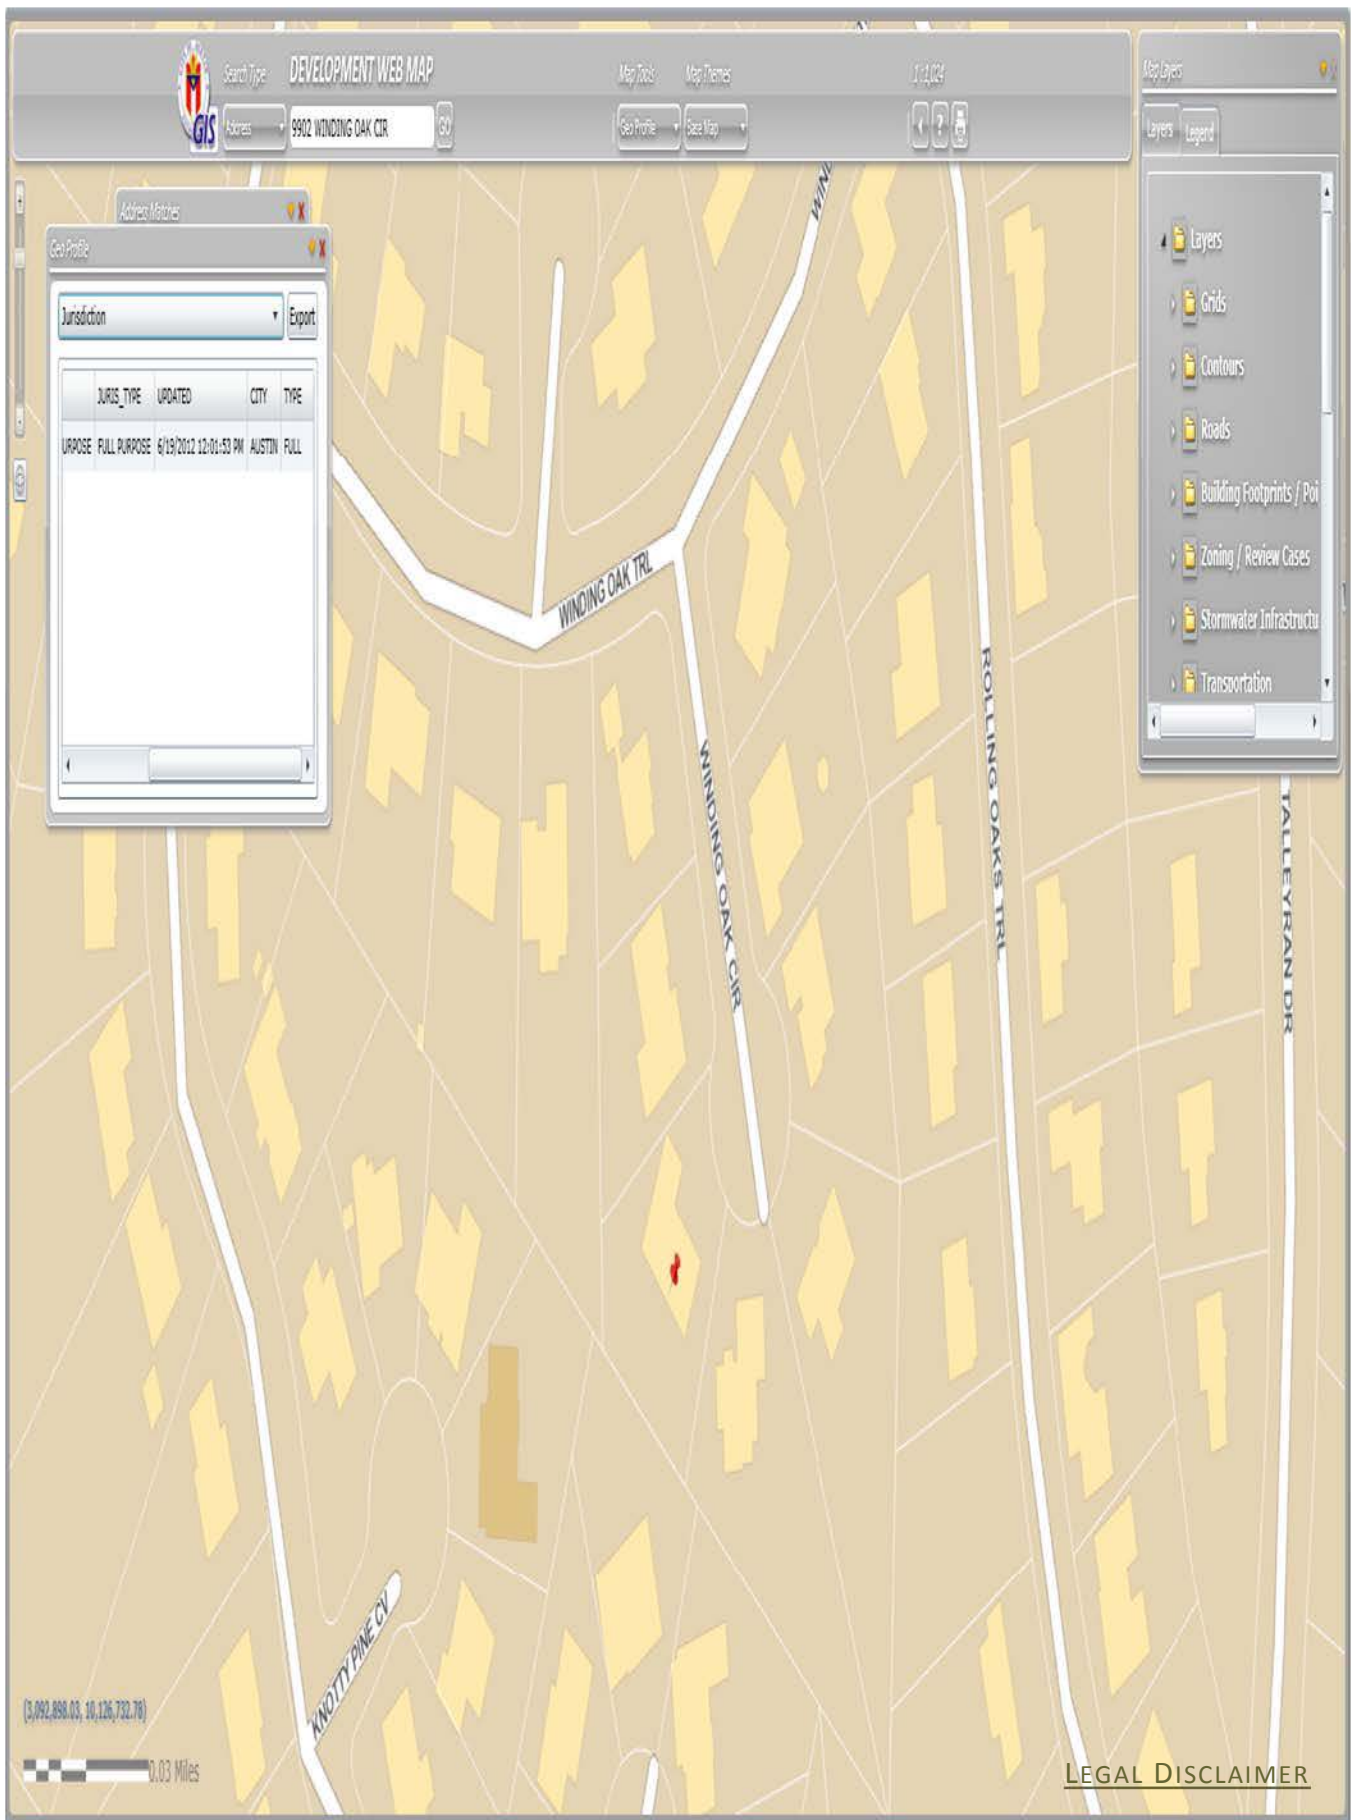 Search Type
DEVELOPMENT WEB MAP
Map Tools
Map Themes
1:1,024
Map Layers
GIS
Address
9902 WINDING OAK CIR
GO
Geo Profile
Base Map
?
Layers
Legend
Address Matches
Geo Profile
Jurisdiction
Export
JURIS_TYPE UPDATED CITY TYPE
URPOSE FULL PURPOSE 6/19/2012 12:01:53 PM AUSTIN FULL
Layers
Grids
Contours
Roads
Building Footprints / Poi
Zoning / Review Cases
Stormwater Infrastructu
Transportation
WIND
WINDING OAK TRL
WINDING OAK CIR
ROLLING OAKS TRL
TALLEYRAN DR
KNOTTY PINE CV
(3,092,898.03, 10,126,732.78)
0.03 Miles
LEGAL DISCLAIMER